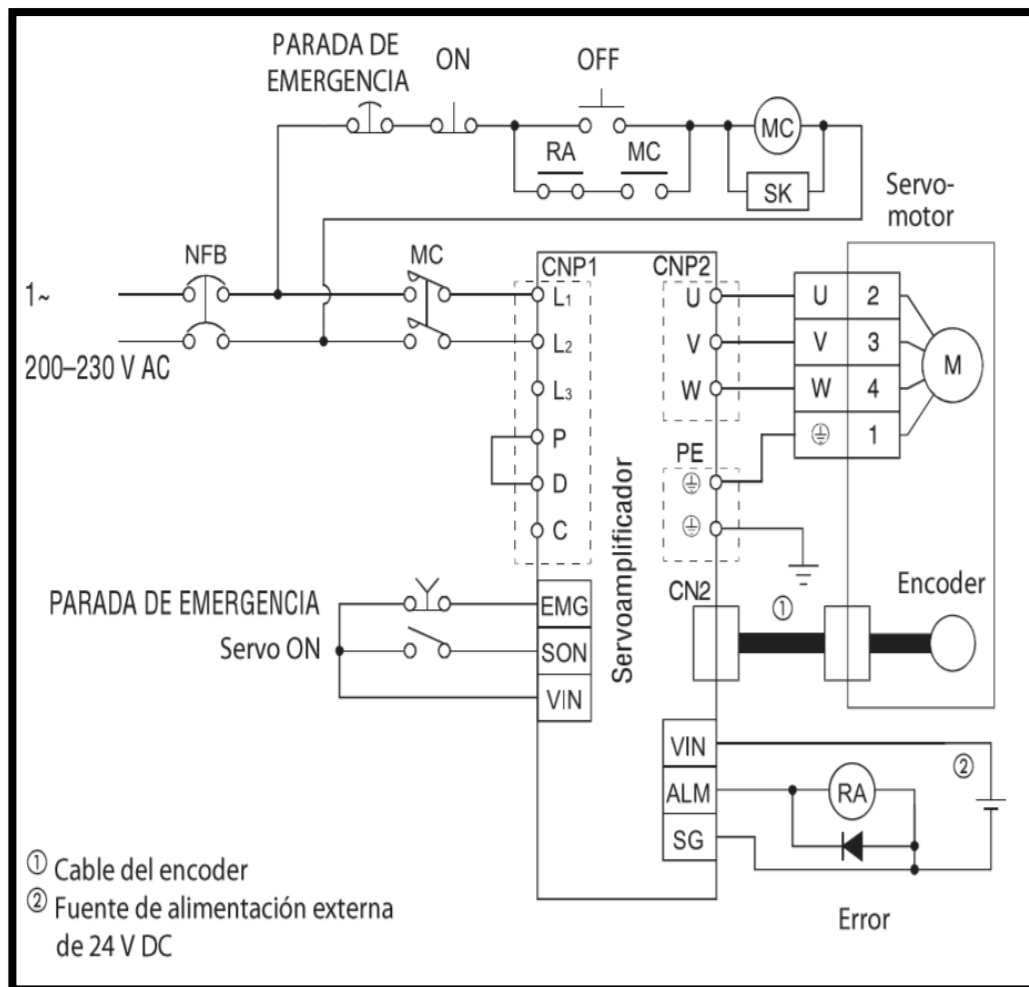 PARADA DE
EMERGENCIA
ON
OFF
MC
RA
MC
SK
Servo-
motor
NFB
MC
CNP1
CNP2
1~
L1
U
U
2
200–230 V AC
L2
V
V
3
M
L3
W
W
4
P
PE
1
D
C
Servoamplificador
CN2
①
Encoder
PARADA DE EMERGENCIA
EMG
Servo ON
SON
VIN
VIN
②
ALM
RA
SG
① Cable del encoder
② Fuente de alimentación externa
de 24 V DC
Error